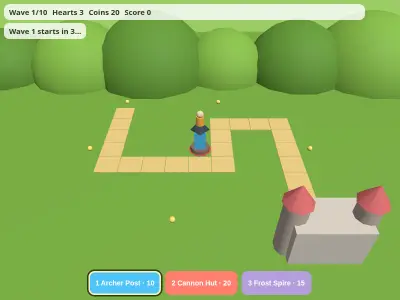 Wave 1/10 Hearts 3 Coins 20 Score 0
Wave 1 starts in 3...
1 Archer Post · 10
2 Cannon Hut · 20
3 Frost Spire · 15